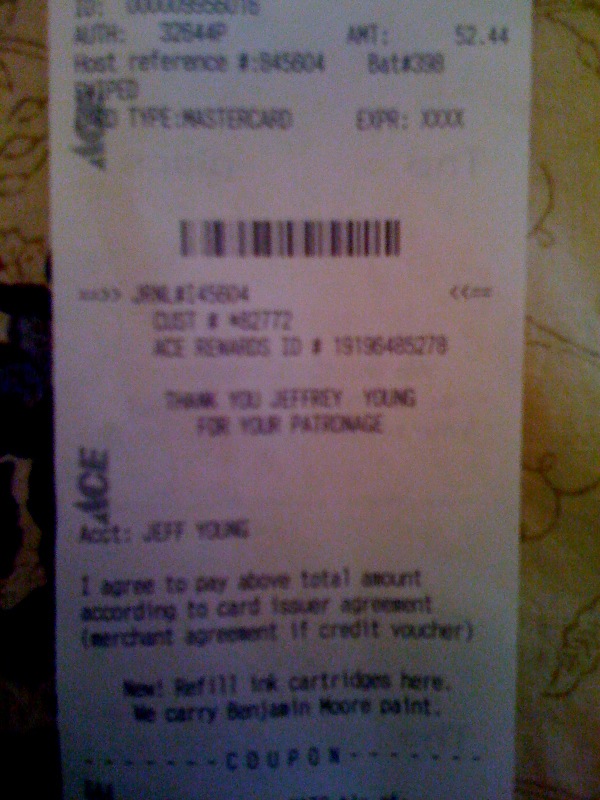 ID: 000009956016
AUTH: 32644P AMT: 52.44
Host reference #:845604 Bat#398
SWIPED
CARD TYPE:MASTERCARD EXPR: XXXX
ACE
==>> JRNL#I45604 <<==
CUST # *82772
ACE REWARDS ID # 19196485278
THANK YOU JEFFREY YOUNG
FOR YOUR PATRONAGE
ACE
Acct: JEFF YOUNG
I agree to pay above total amount
according to card issuer agreement
(merchant agreement if credit voucher)
New! Refill ink cartridges here.
We carry Benjamin Moore paint.
- - - - - - - C O U P O N - - - - - - -